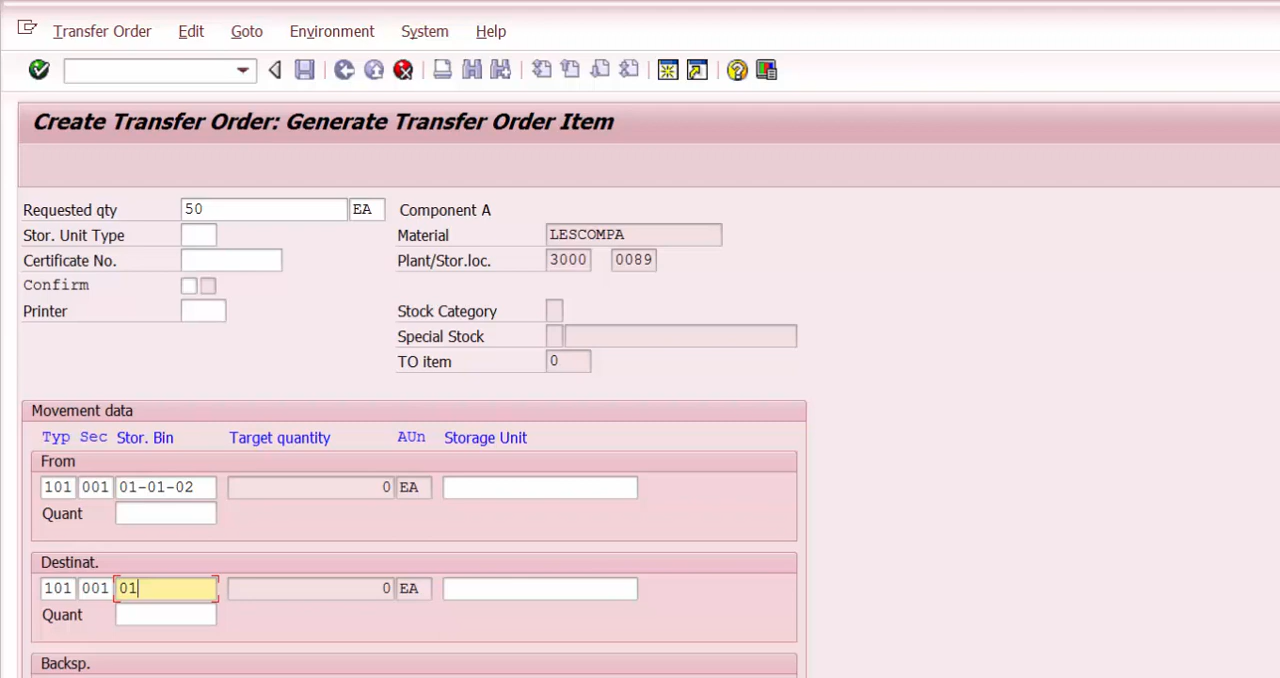 Transfer Order Edit Goto Environment System Help
Create Transfer Order: Generate Transfer Order Item
Requested qty 50 EA Component A
Stor. Unit Type Material LESCOMPA
Certificate No. Plant/Stor.loc. 3000 0089
Confirm
Printer Stock Category
Special Stock
TO item 0
Movement data
Typ Sec Stor. Bin Target quantity AUn Storage Unit
From
101 001 01-01-02 0 EA
Quant
Destinat.
101 001 01 0 EA
Quant
Backsp.